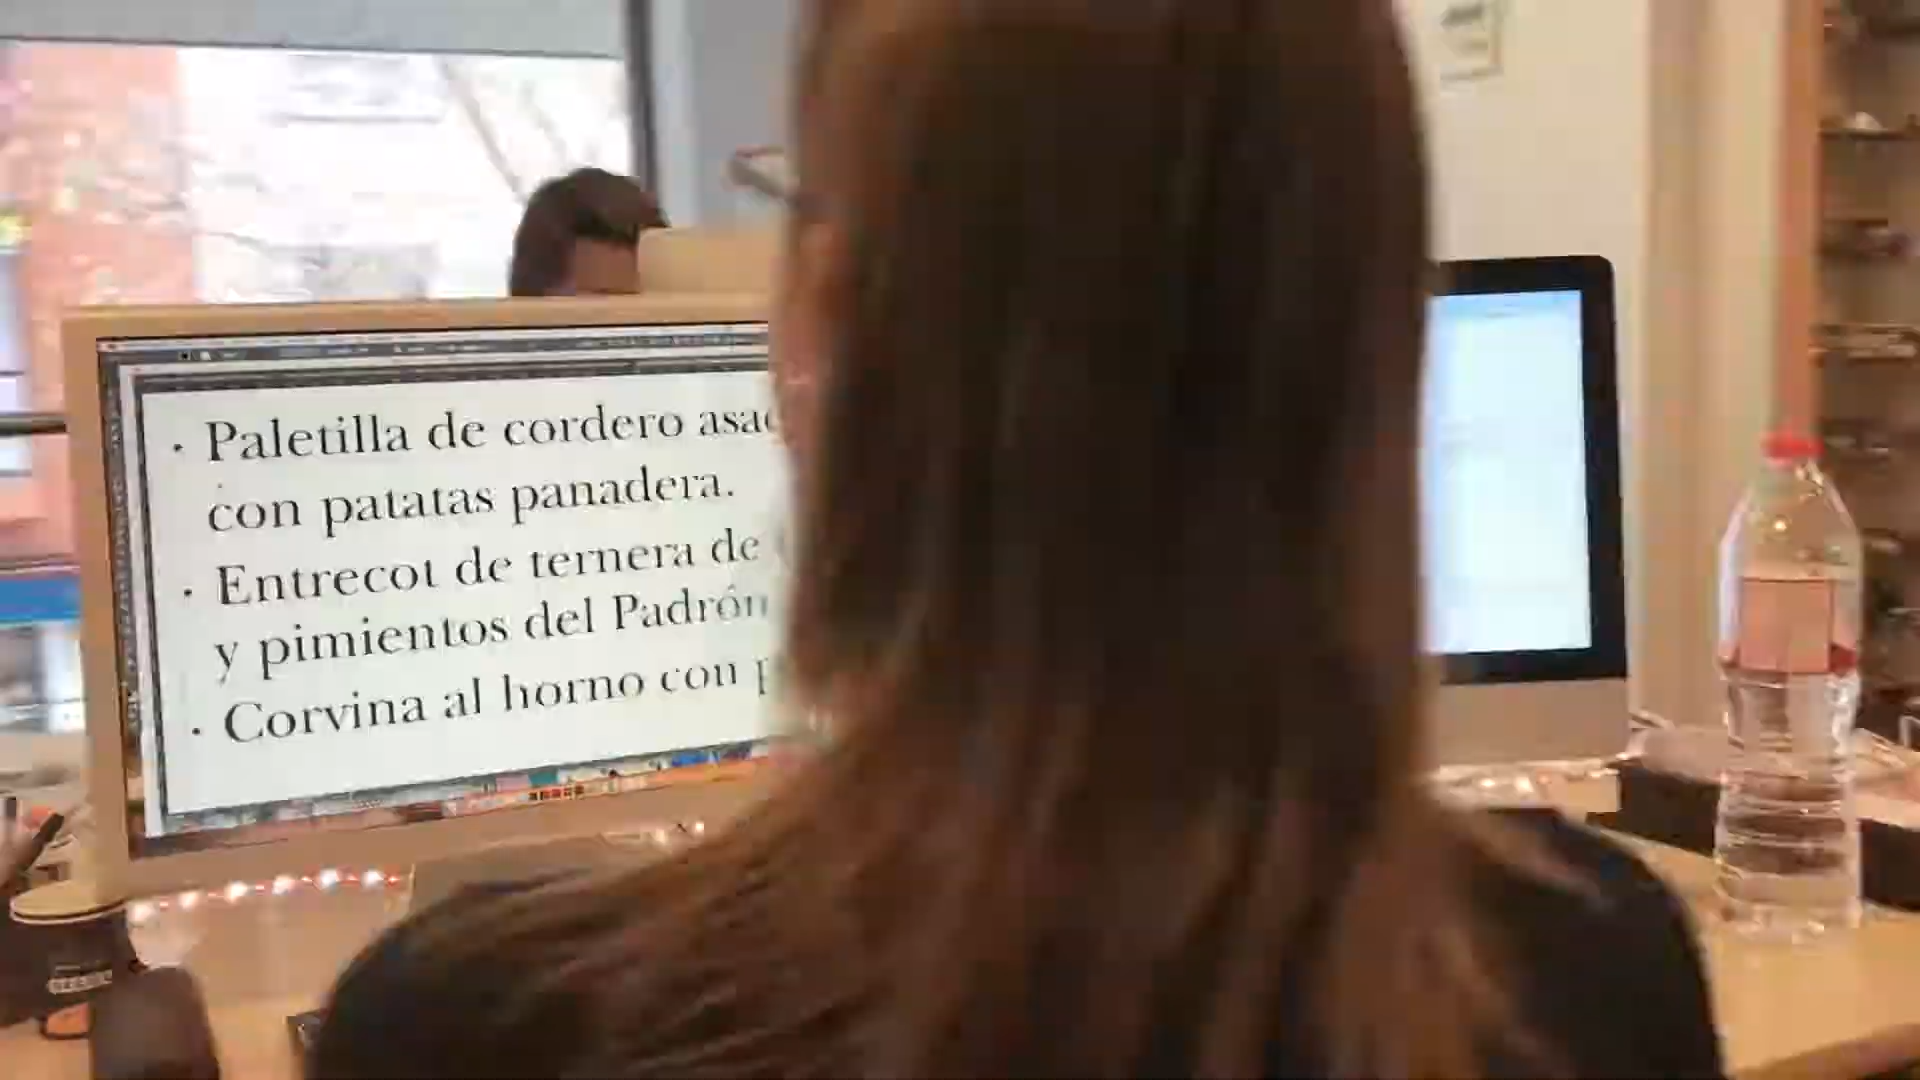 · Paletilla de cordero asa
con patatas panadera.
· Entrecot de ternera de
y pimientos del Padrón
· Corvina al horno con p